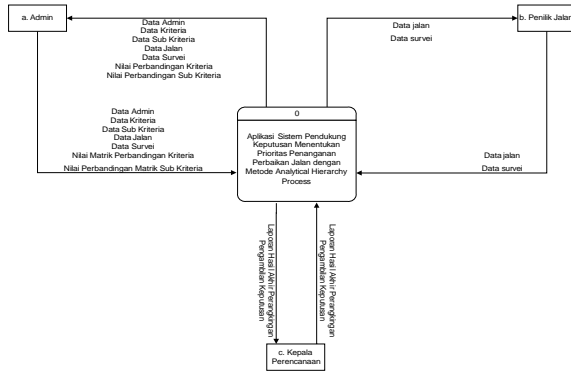 a. Admin
Data Admin
Data Kriteria
Data Sub Kriteria
Data Jalan
Data Survei
Nilai Perbandingan Kriteria
Nilai Perbandingan Sub Kriteria
Data jalan
Data survei
b. Penilik Jalan
Data Admin
Data Kriteria
Data Sub Kriteria
Data Jalan
Data Survei
Nilai Matrik Perbandingan Kriteria
Nilai Perbandingan Matrik Sub Kriteria
0
Aplikasi Sistem Pendukung
Keputusan Menentukan
Prioritas Penanganan
Perbaikan Jalan dengan
Metode Analytical Hierarchy
Process
Data jalan
Data survei
Laporan Hasil Akhir Perangkingan
Pengambilan Keputusan
Laporan Hasil Akhir Perangkingan
Pengambilan Keputusan
c. Kepala
Perencanaan